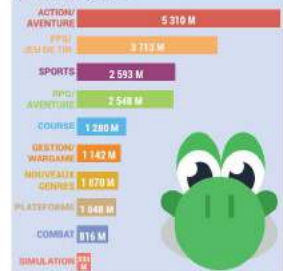 ACTION/
AVENTURE
5 310 M
FPS/
JEU DE TIR
3 713 M
SPORTS
2 593 M
RPG/
AVENTURE
2 548 M
COURSE
1 280 M
GESTION/
WARGAME
1 142 M
NOUVEAUX
GENRES
1 070 M
PLATEFORME
1 048 M
COMBAT
816 M
SIMULATION
M